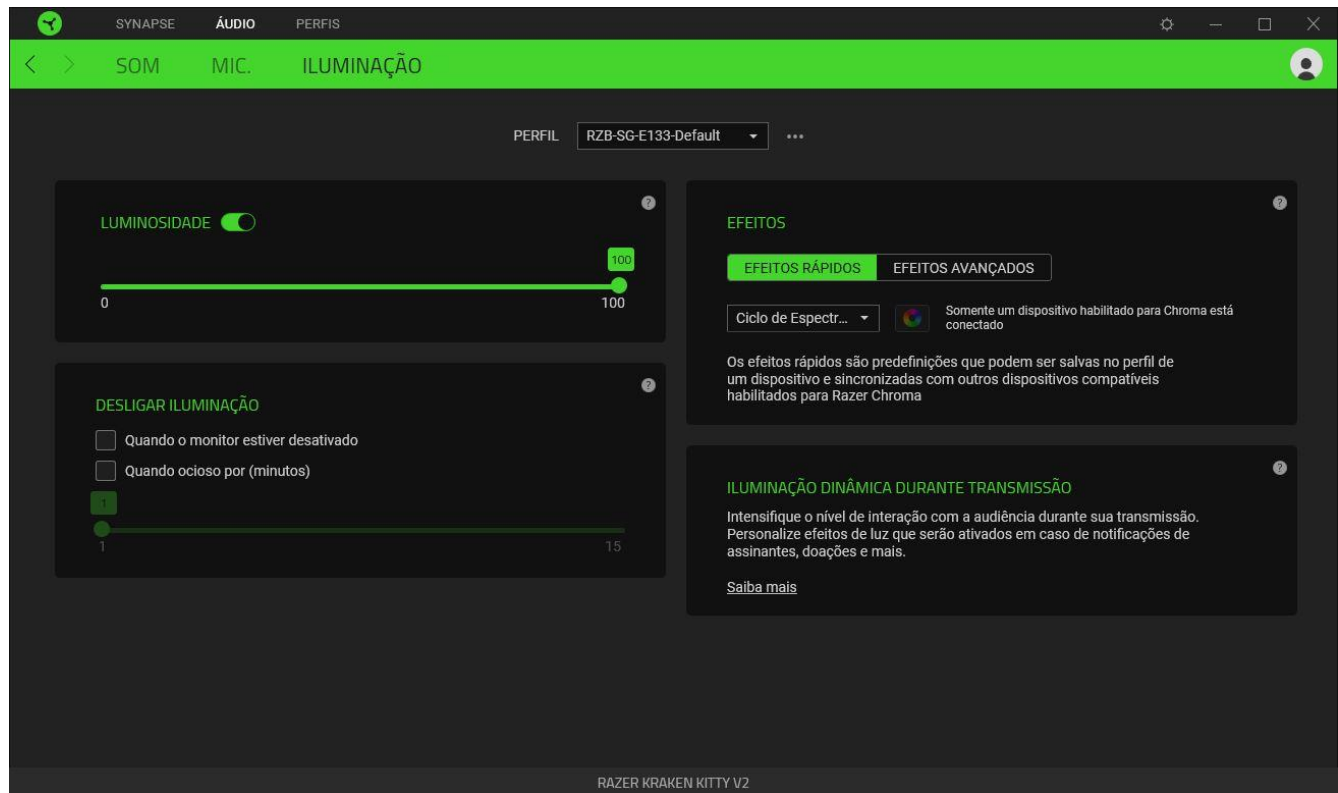 SYNAPSE ÁUDIO PERFIS
SOM MIC. ILUMINAÇÃO
PERFIL RZB-SG-E133-Default
LUMINOSIDADE
100
0 100
DESLIGAR ILUMINAÇÃO
Quando o monitor estiver desativado
Quando ocioso por (minutos)
1
1 15
EFEITOS
EFEITOS RÁPIDOS EFEITOS AVANÇADOS
Ciclo de Espectr...
Somente um dispositivo habilitado para Chroma está
conectado
Os efeitos rápidos são predefinições que podem ser salvas no perfil de
um dispositivo e sincronizadas com outros dispositivos compatíveis
habilitados para Razer Chroma
ILUMINAÇÃO DINÂMICA DURANTE TRANSMISSÃO
Intensifique o nível de interação com a audiência durante sua transmissão.
Personalize efeitos de luz que serão ativados em caso de notificações de
assinantes, doações e mais.
Saiba mais
RAZER KRAKEN KITTY V2